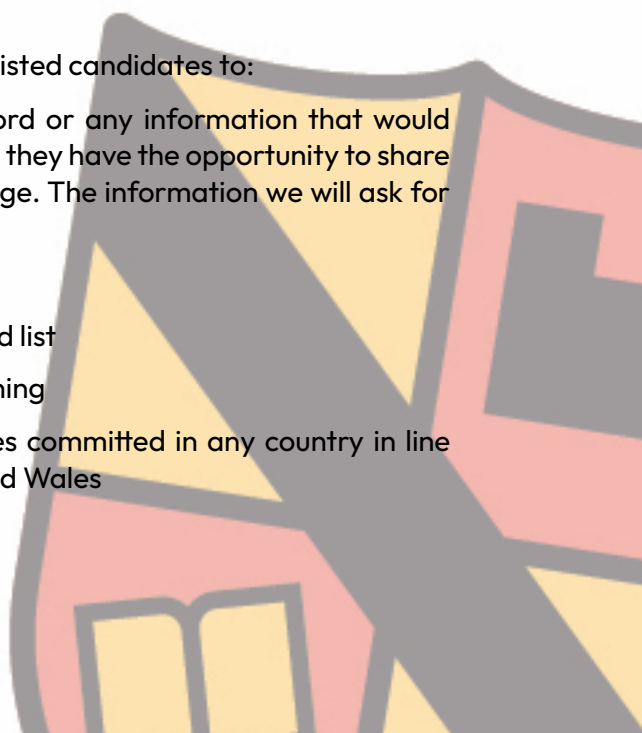 isted candidates to:
ord or any information that would
they have the opportunity to share
ge. The information we will ask for
d list
ning
es committed in any country in line
d Wales